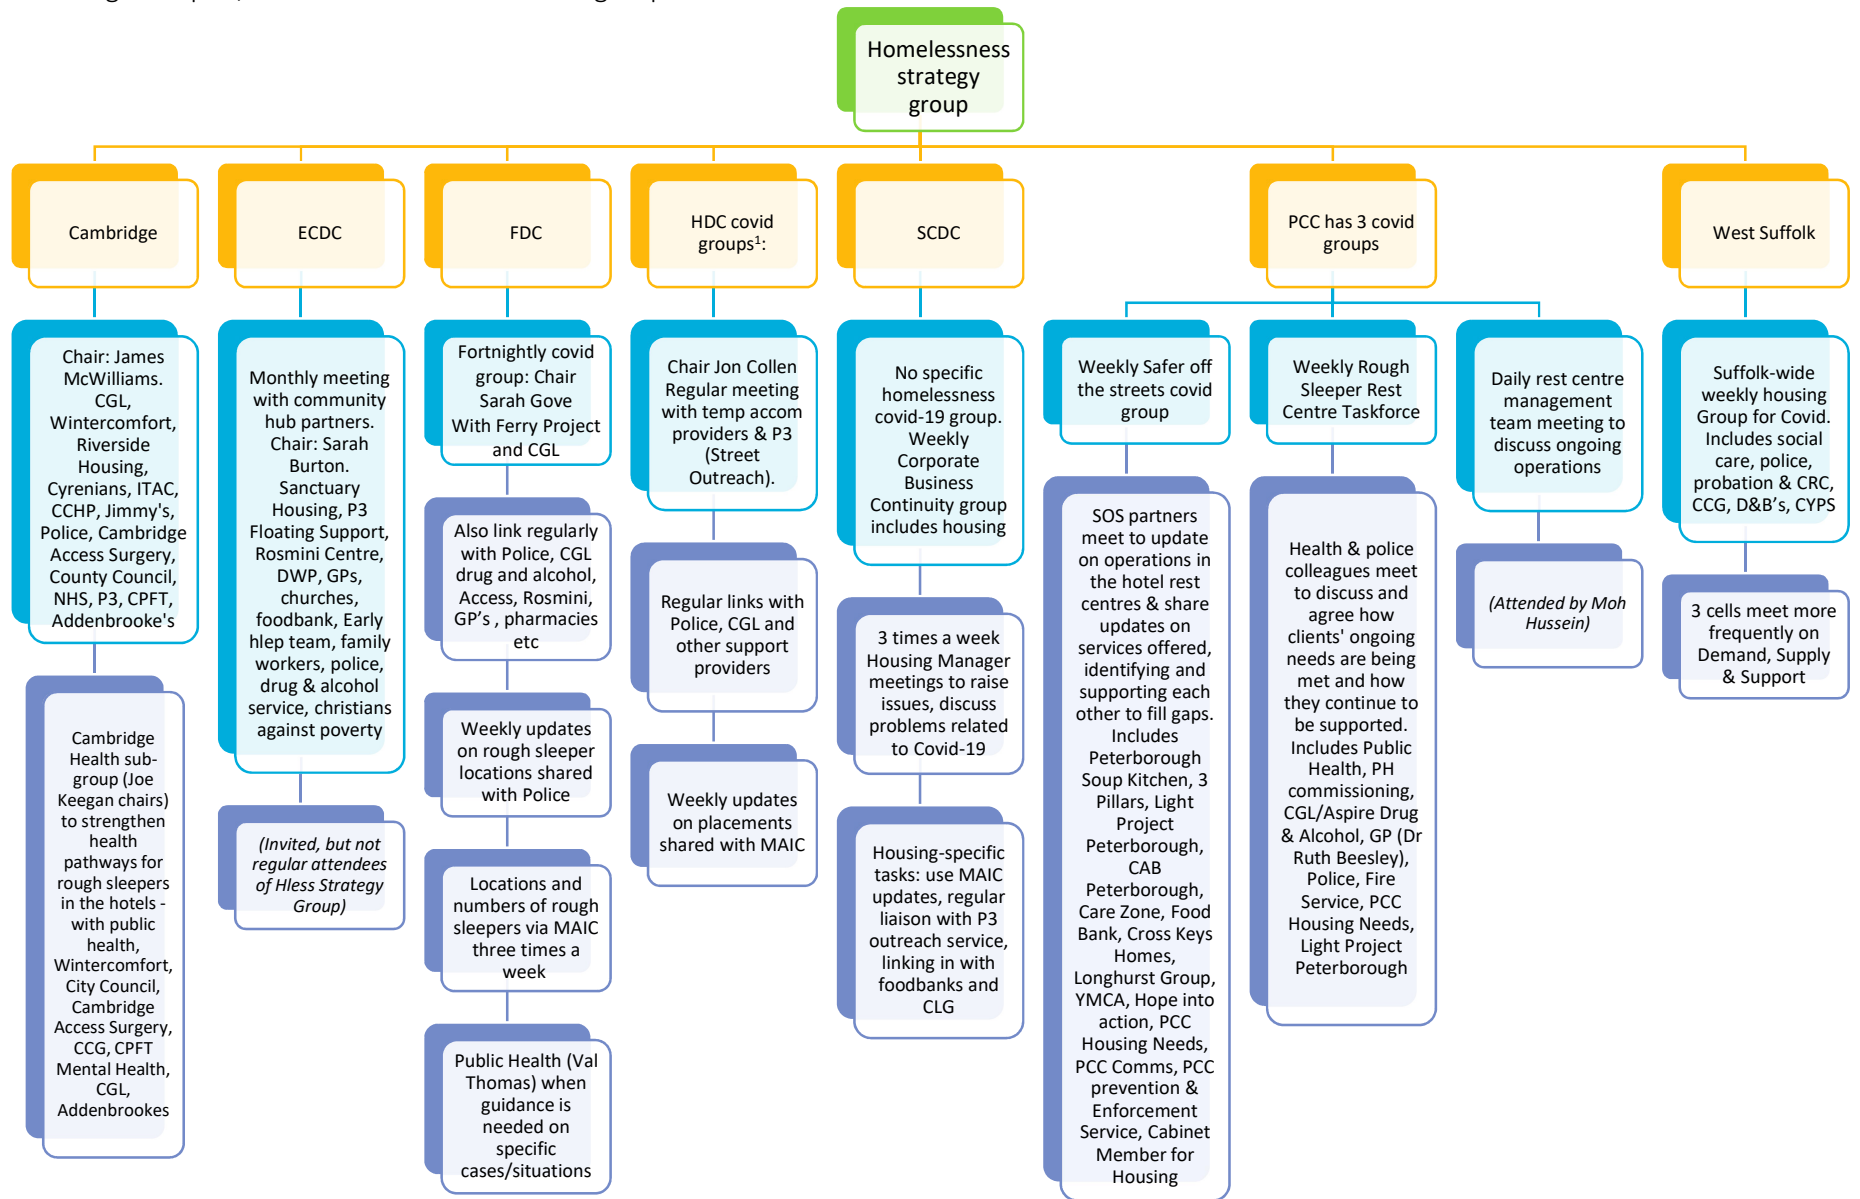 Homelessness
strategy
group
Cambridge
ECDC
FDC
HDC covid
groups¹:
SCDC
PCC has 3 covid
groups
West Suffolk
Chair: James
McWilliams.
CGL,
Wintercomfort,
Riverside
Housing,
Cyrenians, ITAC,
CCHP, Jimmy's,
Police, Cambridge
Access Surgery,
County Council,
NHS, P3, CPFT,
Addenbrooke's
Cambridge
Health sub-
group (Joe
Keegan chairs)
to strengthen
health
pathways for
rough sleepers
in the hotels -
with public
health,
Wintercomfort,
City Council,
Cambridge
Access Surgery,
CCG, CPFT
Mental Health,
CGL,
Addenbrookes
Monthly meeting
with community
hub partners.
Chair: Sarah
Burton.
Sanctuary
Housing, P3
Floating Support,
Rosmini Centre,
DWP, GPs,
churches,
foodbank, Early
hlep team, family
workers, police,
drug & alcohol
service, christians
against poverty
(Invited, but not
regular attendees
of Hless Strategy
Group)
Fortnightly covid
group: Chair
Sarah Gove
With Ferry Project
and CGL
Also link regularly
with Police, CGL
drug and alcohol,
Access, Rosmini,
GP's , pharmacies
etc
Weekly updates
on rough sleeper
locations shared
with Police
Locations and
numbers of rough
sleepers via MAIC
three times a
week
Public Health (Val
Thomas) when
guidance is
needed on
specific
cases/situations
Chair Jon Collen
Regular meeting
with temp accom
providers & P3
(Street
Outreach).
Regular links with
Police, CGL and
other support
providers
Weekly updates
on placements
shared with MAIC
No specific
homelessness
covid-19 group.
Weekly
Corporate
Business
Continuity group
includes housing
3 times a week
Housing Manager
meetings to raise
issues, discuss
problems related
to Covid-19
Housing-specific
tasks: use MAIC
updates, regular
liaison with P3
outreach service,
linking in with
foodbanks and
CLG
Weekly Safer off
the streets covid
group
SOS partners
meet to update
on operations in
the hotel rest
centres & share
updates on
services offered,
identifying and
supporting each
other to fill gaps.
Includes
Peterborough
Soup Kitchen, 3
Pillars, Light
Project
Peterborough,
CAB
Peterborough,
Care Zone, Food
Bank, Cross Keys
Homes,
Longhurst Group,
YMCA, Hope into
action, PCC
Housing Needs,
PCC Comms, PCC
prevention &
Enforcement
Service, Cabinet
Member for
Housing
Weekly Rough
Sleeper Rest
Centre Taskforce
Health & police
colleagues meet
to discuss and
agree how
clients' ongoing
needs are being
met and how
they continue to
be supported.
Includes Public
Health, PH
commissioning,
CGL/Aspire Drug
& Alcohol, GP (Dr
Ruth Beesley),
Police, Fire
Service, PCC
Housing Needs,
Light Project
Peterborough
Daily rest centre
management
team meeting to
discuss ongoing
operations
(Attended by Moh
Hussein)
Suffolk-wide
weekly housing
Group for Covid.
Includes social
care, police,
probation & CRC,
CCG, D&B's, CYPS
3 cells meet more
frequently on
Demand, Supply
& Support